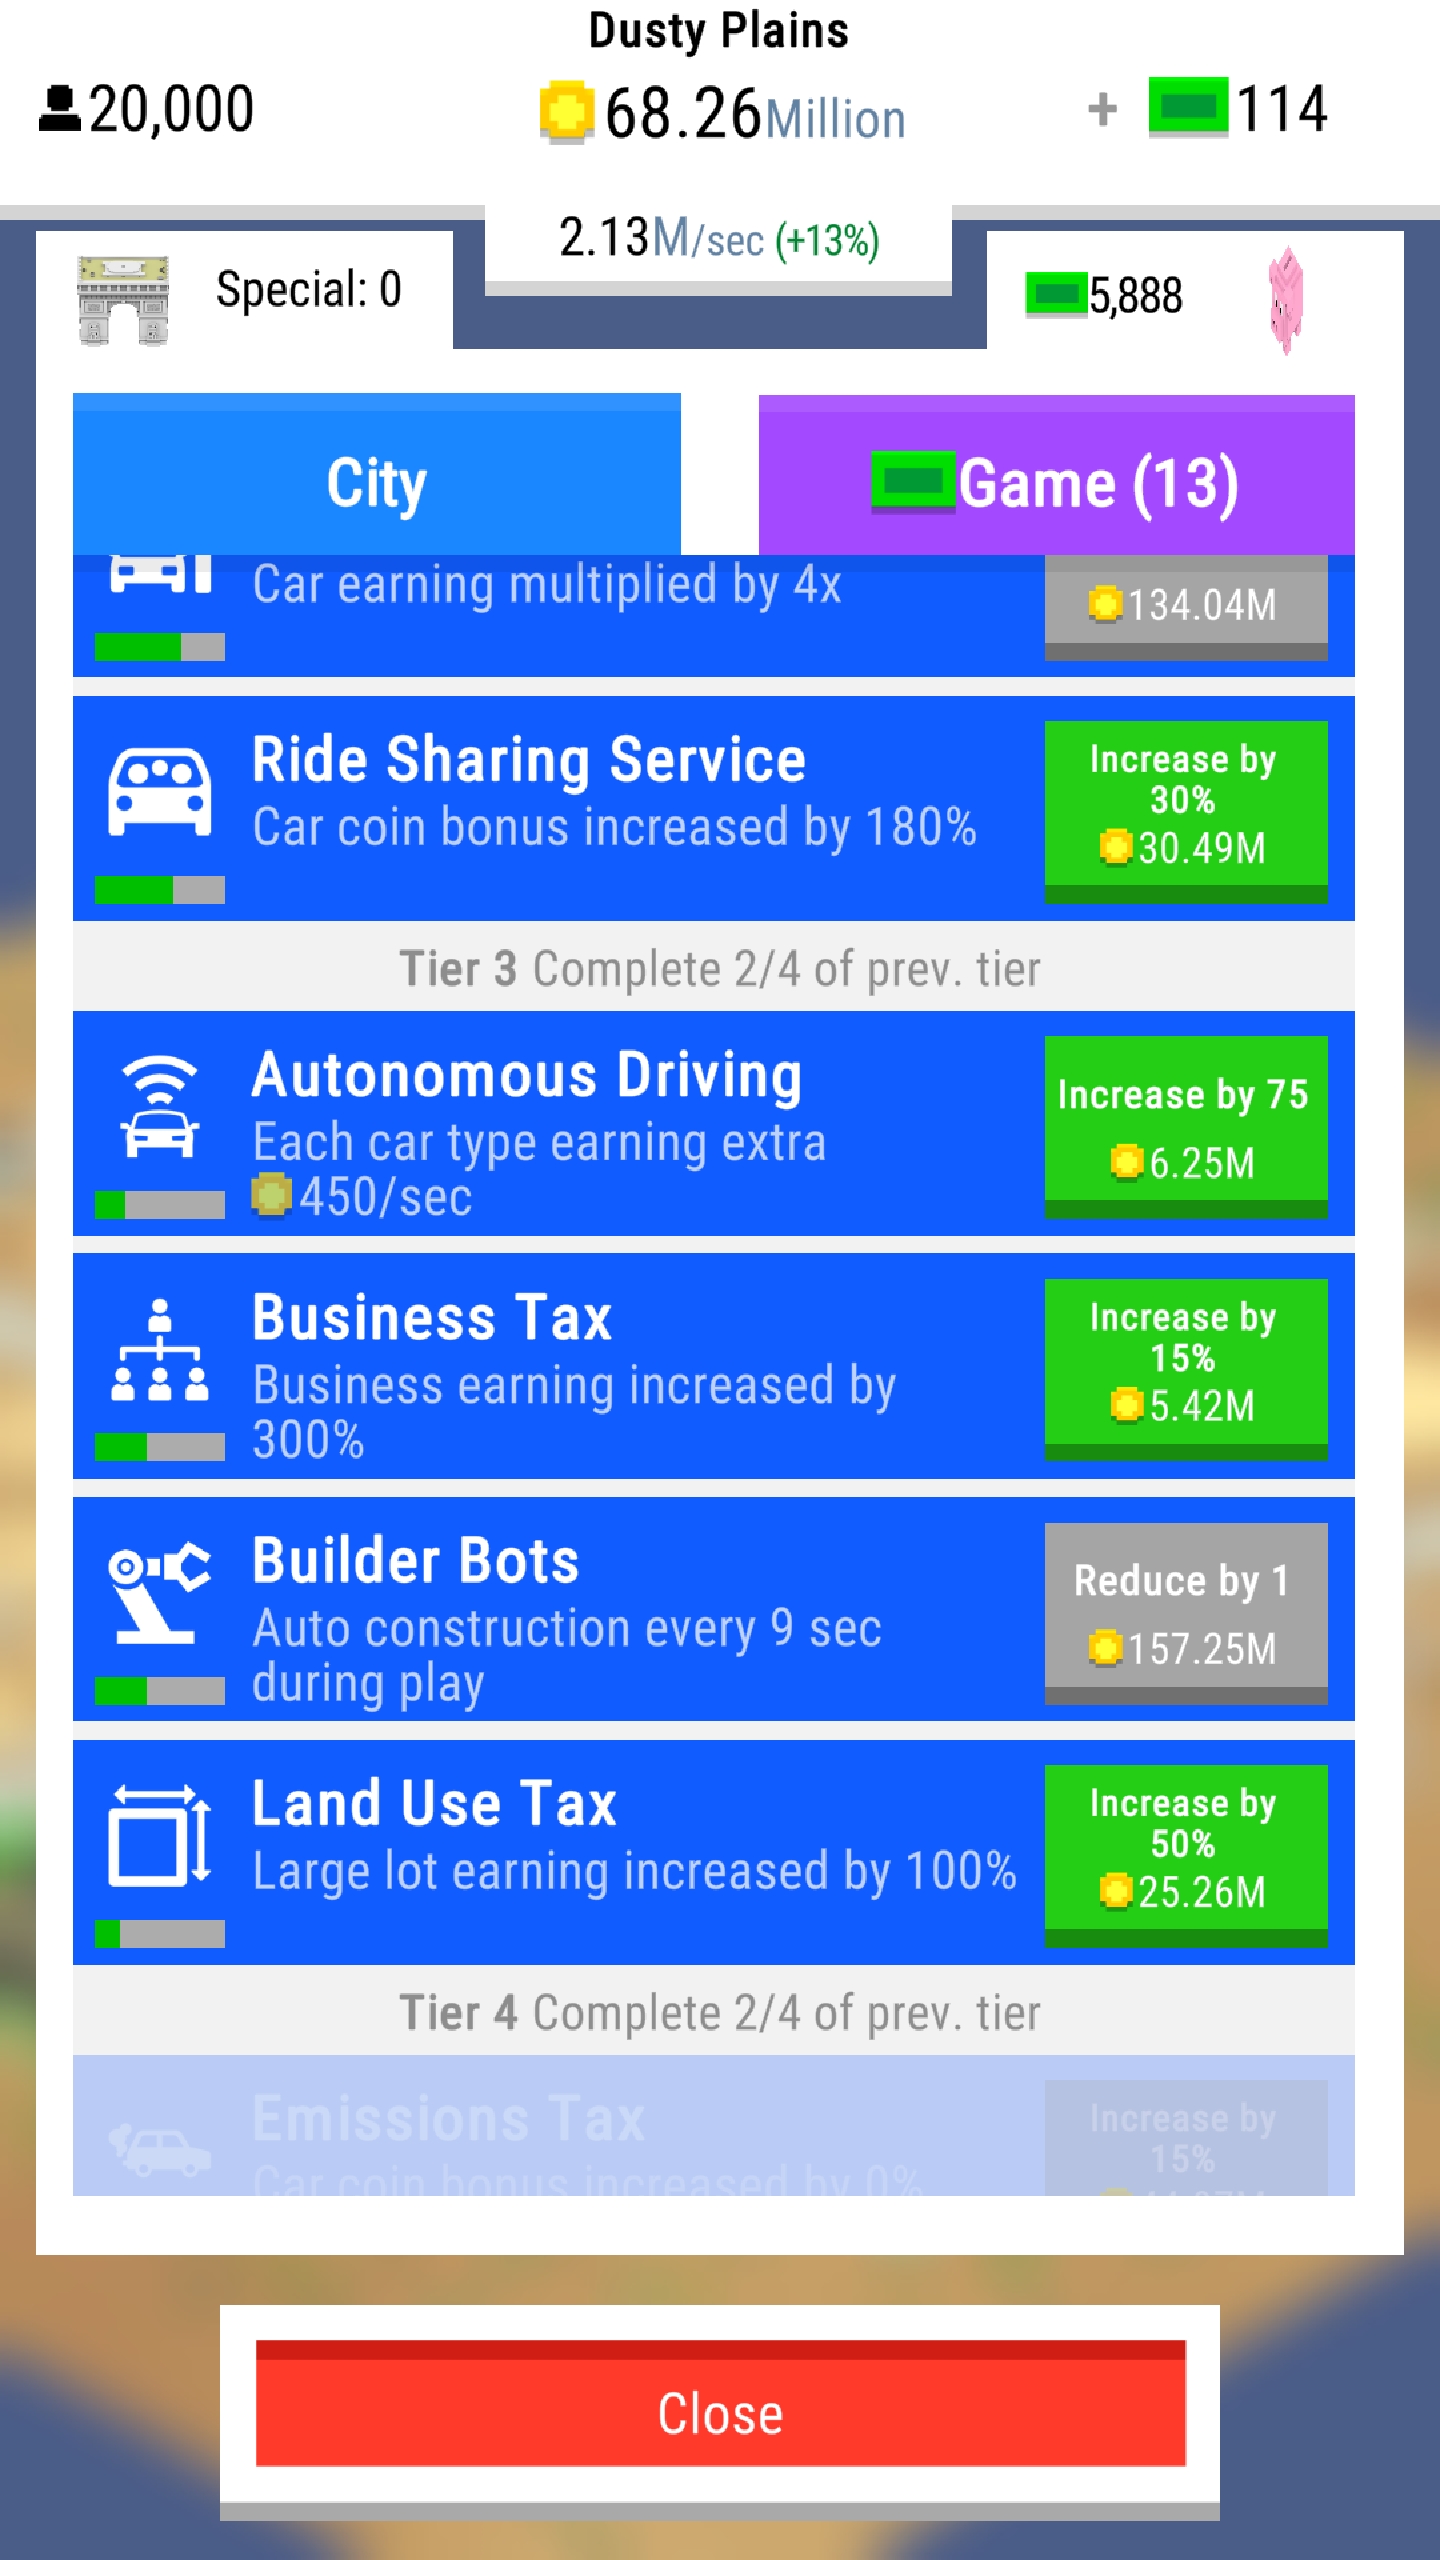 Dusty Plains
20,000
68.26Million
+ 114
2.13M/sec (+13%)
Special: 0
5,888
City
Game (13)
Car earning multiplied by 4x
134.04M
Ride Sharing Service
Car coin bonus increased by 180%
Increase by
30%
30.49M
Tier 3 Complete 2/4 of prev. tier
Autonomous Driving
Each car type earning extra
450/sec
Increase by 75
6.25M
Business Tax
Business earning increased by
300%
Increase by
15%
5.42M
Builder Bots
Auto construction every 9 sec
during play
Reduce by 1
157.25M
Land Use Tax
Large lot earning increased by 100%
Increase by
50%
25.26M
Tier 4 Complete 2/4 of prev. tier
Emissions Tax
Car coin bonus increased by 0%
Increase by
15%
Close